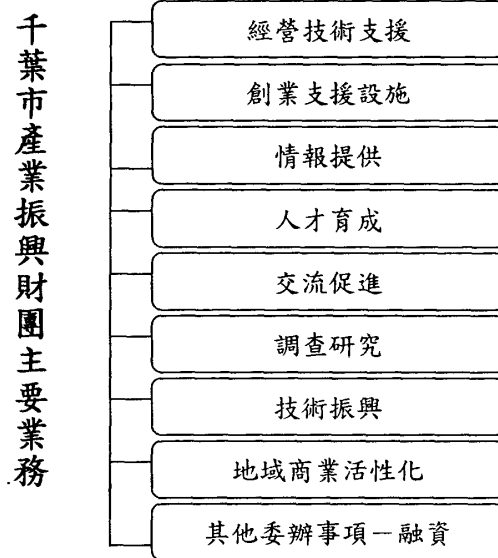 千葉市產業振興財團主要業務
經營技術支援
創業支援設施
情報提供
人才育成
交流促進
調查研究
技術振興
地域商業活性化
其他委辦事項－融資